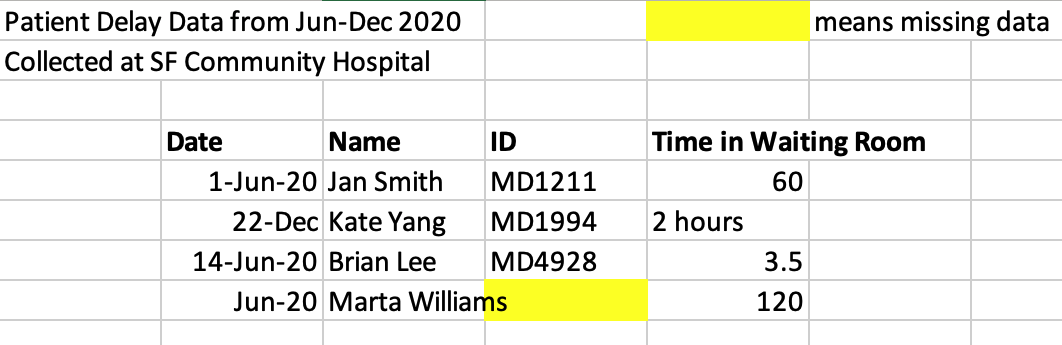 Patient Delay Data from Jun-Dec 2020 means missing data
Collected at SF Community Hospital
Date Name ID Time in Waiting Room
1-Jun-20 Jan Smith MD1211 60
22-Dec Kate Yang MD1994 2 hours
14-Jun-20 Brian Lee MD4928 3.5
Jun-20 Marta Williams 120